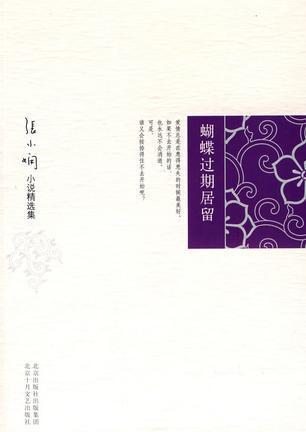 蝴蝶过期居留
爱情总是在患得患失的时候最美好。
如果不去开始的话，
也永远不会消逝。
可是，
谁又会按捺得住不去开始呢？
张小娴
小说精选集
北京出版社出版集团
北京十月文艺出版社